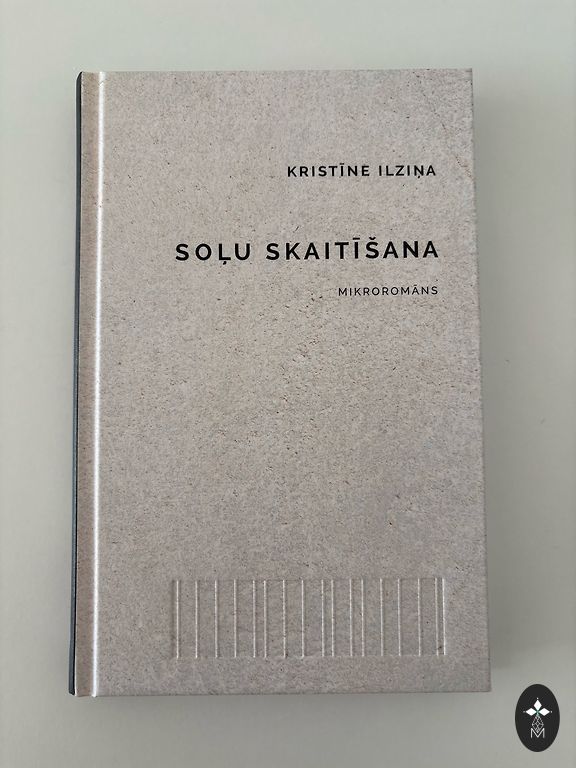 KRISTĪNE ILZIŅA
SOĻU SKAITĪŠANA
MIKROROMĀNS
M